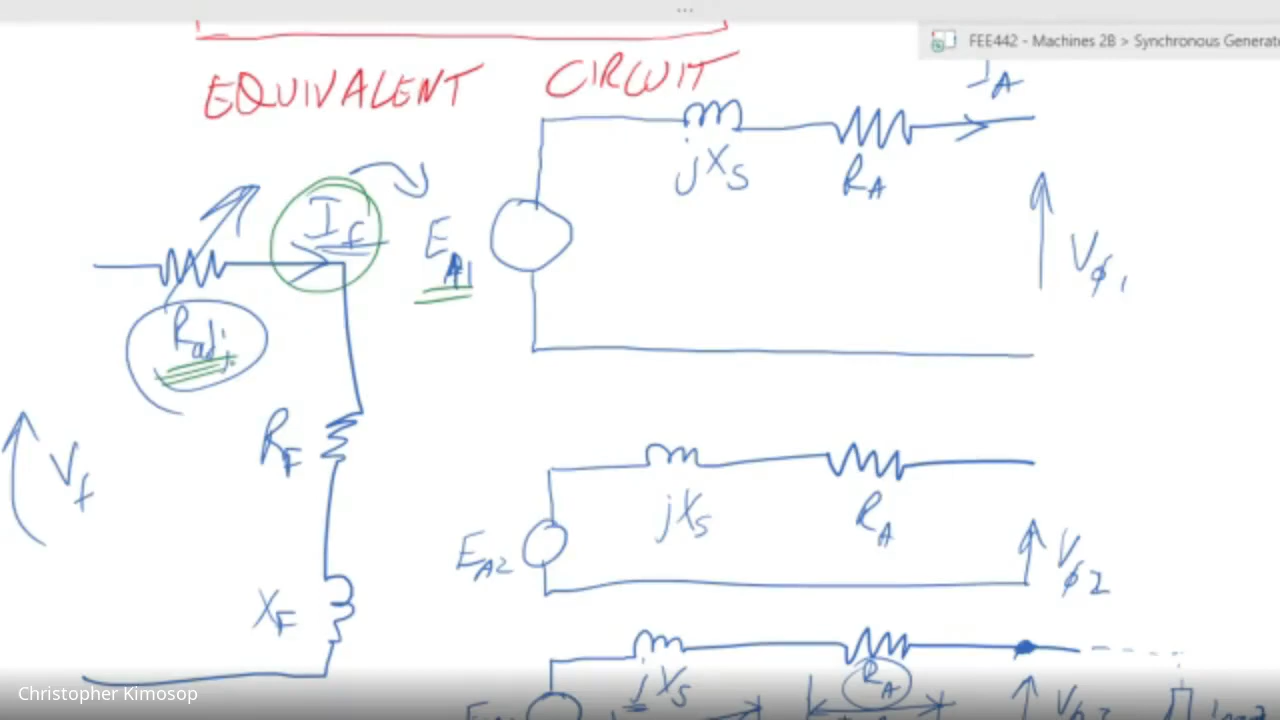 FEE442 - Machines 2B > Synchronous Generato
EQUIVALENT CIRCUIT
I_A
jX_S
R_A
I_f
E_A1
V_ϕ1
R_adj
R_F
V_f
jX_S
R_A
E_A2
V_ϕ2
X_F
jX_S
R_A
Christopher Kimosop